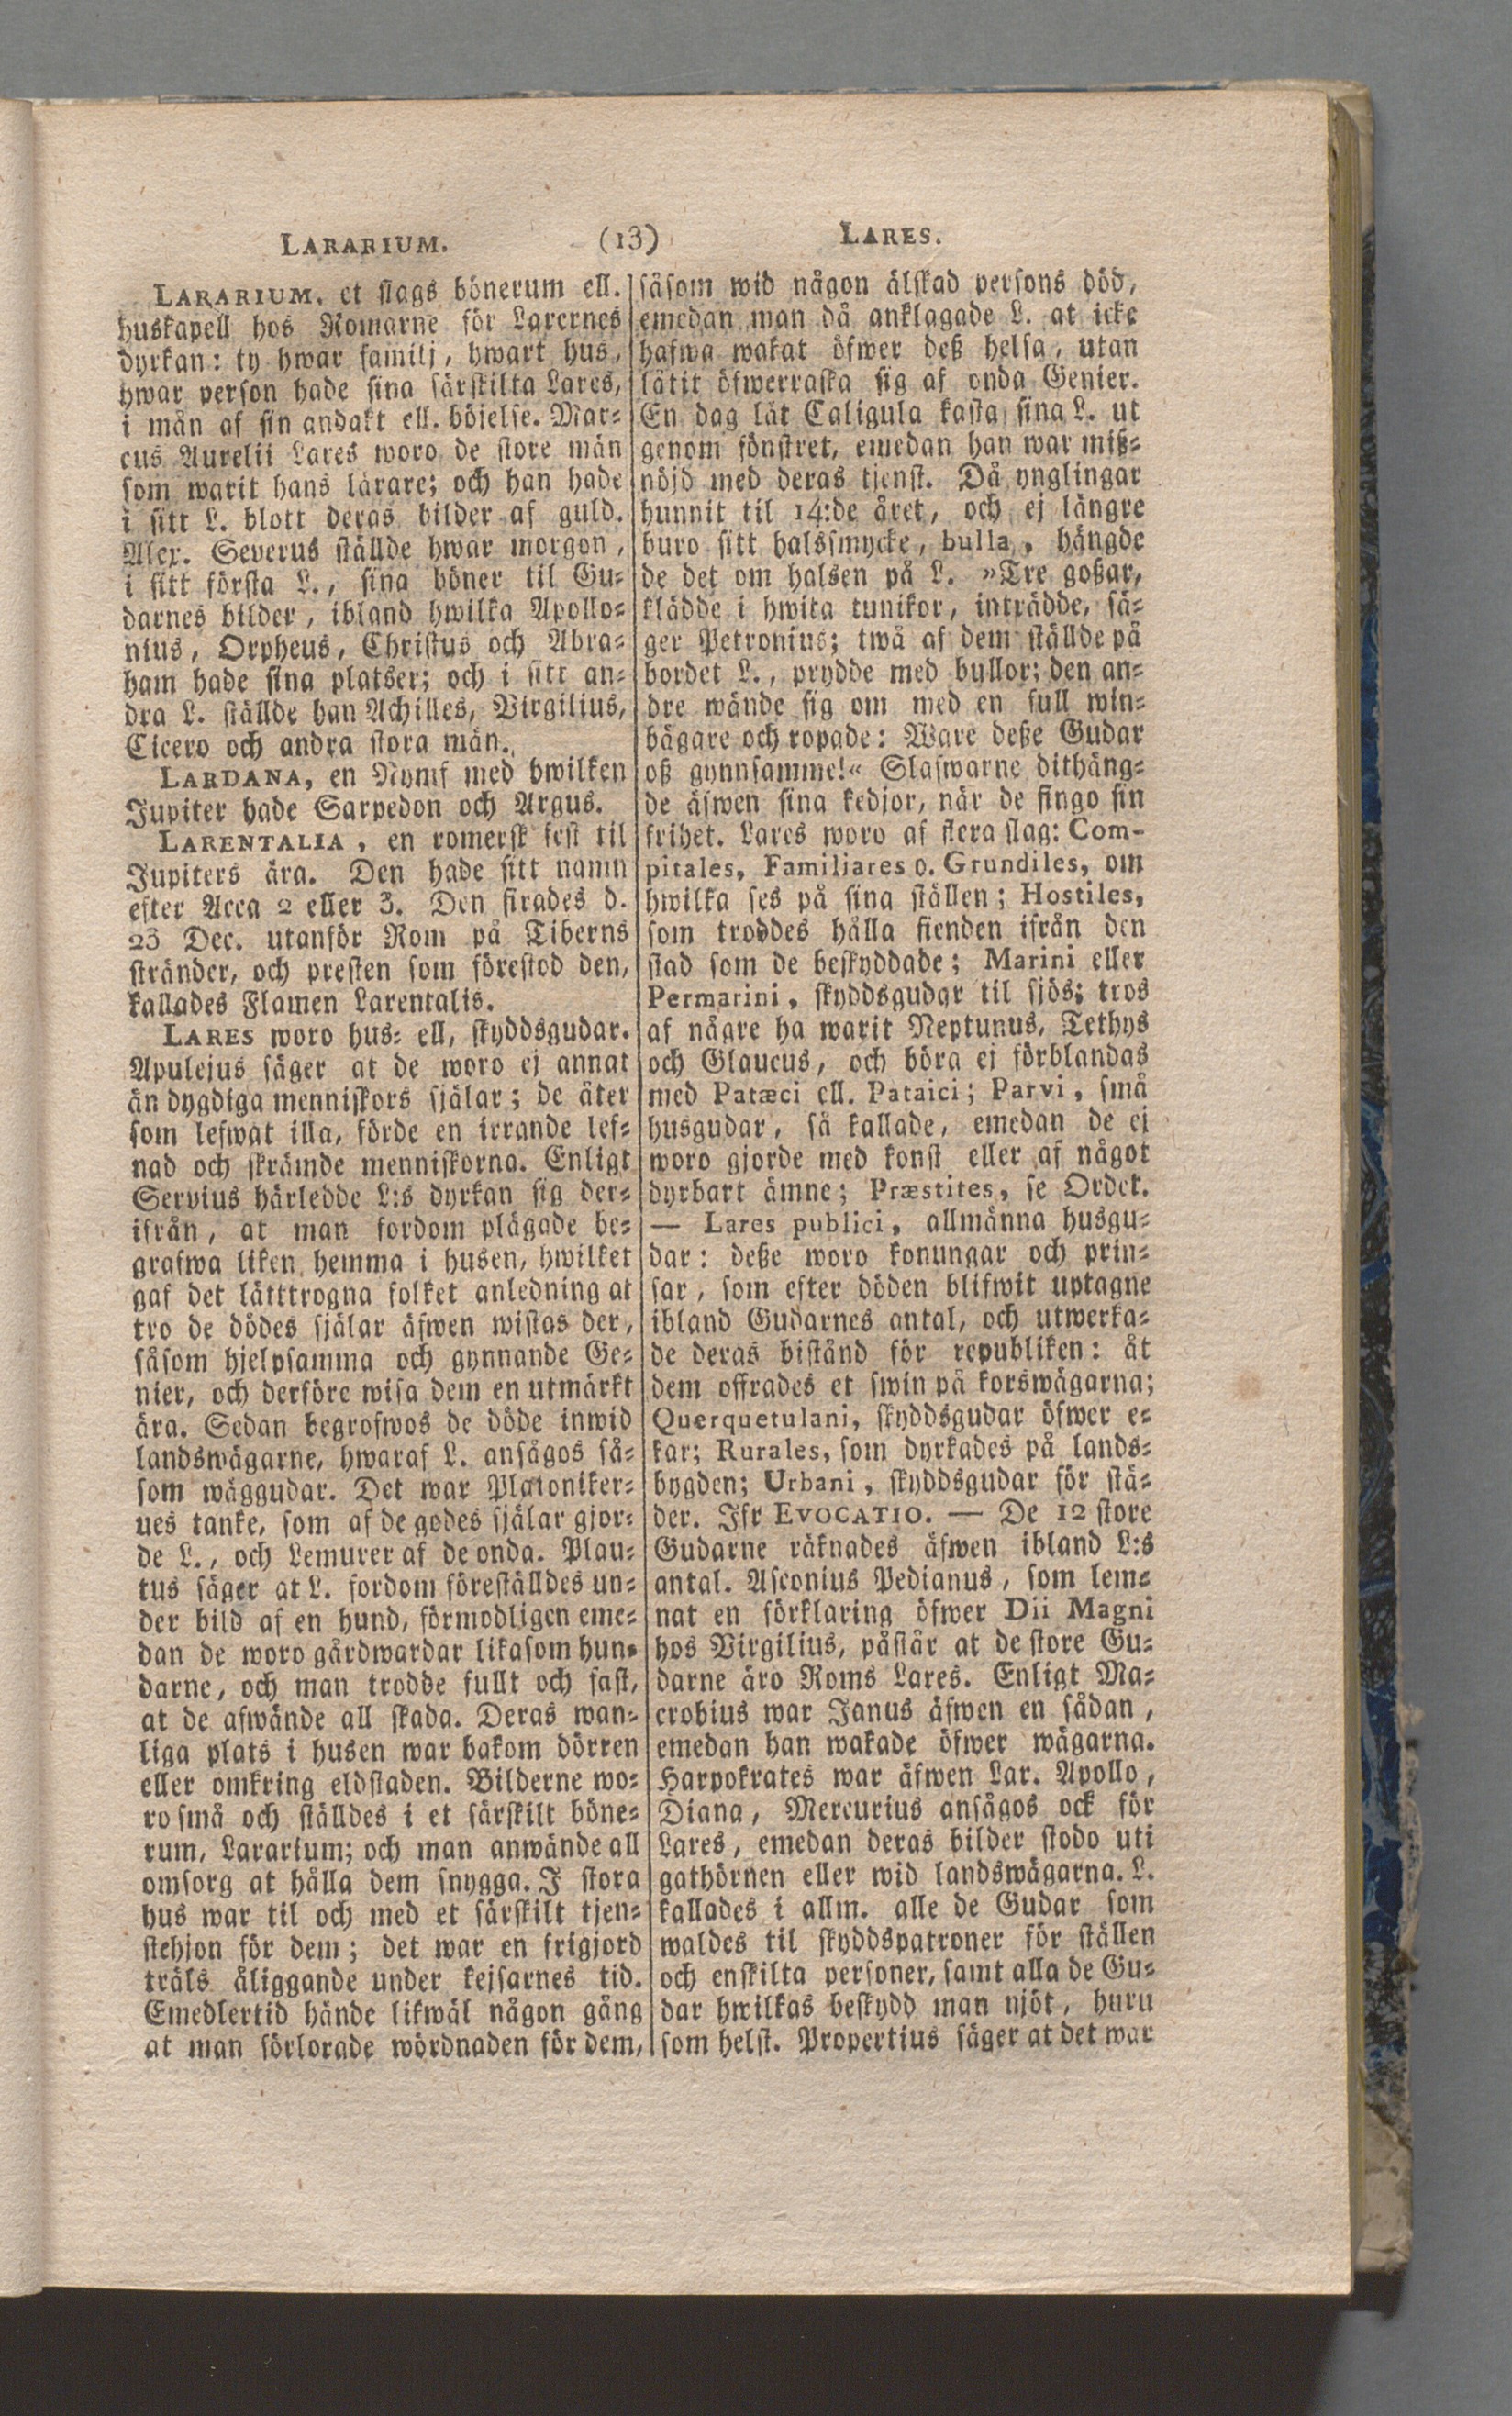 LARARIUM. (13) LARES.
LARARIUM, et slags bönerum ell.
huskapell hos Romarne för Larernes
dyrkan: ty hwar familj, hwart hus,
hwar person hade sina särskilta Lares,
i mån af sin andakt ell. böjelse. Mar-
cus Aurelii Lares woro de store män
som warit hans lärare; och han hade
i sitt L. blott deras bilder af guld.
Alex. Severus ställde hwar morgon,
i sitt första L., sina böner til Gu-
darnes bilder, ibland hwilka Apollo-
nius, Orpheus, Christus och Abra-
ham hade sina platser; och i sitt an-
dra L. ställde han Achilles, Virgilius,
Cicero och andra stora män.
LARDANA, en Nymf med hwilken
Jupiter hade Sarpedon och Argus.
LARENTALIA, en romersk fest til
Jupiters ära. Den hade sitt namn
efter Acca 2 eller 3. Den firades d.
23 Dec. utanför Rom på Tiberns
stränder, och presten som förestod den,
kallades Flamen Larentalis.
LARES woro hus- ell, skyddsgudar.
Apulejus säger at de woro ej annat
än dygdiga menniskors själar; de åter
som lefwat illa, förde en irrande lef-
nad och skrämde menniskorna. Enligt
Servius härledde L:s dyrkan sig der-
ifrån, at man fordom plägade be-
grafwa liken hemma i husen, hwilket
gaf det lätttrogna folket anledning at
tro de dödes själar äfwen wistas der,
såsom hjelpsamma och gynnande Ge-
nier, och derföre wisa dem en utmärkt
ära. Sedan begrofwos de döde inwid
landswägarne, hwaraf L. ansågos så-
som wäggudar. Det war Platoniker-
ues tanke, som af de godes själar gjor-
de L., och Lemurer af de onda. Plau-
tus säger at L. fordom föreställdes un-
der bild af en hund, förmodligen eme-
dan de woro gårdwardar likasom hun-
darne, och man trodde fullt och fast,
at de afwände all skada. Deras wan-
liga plats i husen war bakom dörren
eller omkring eldstaden. Bilderne wo-
ro små och ställdes i et särskilt böne-
rum, Lararium; och man anwände all
omsorg at hålla dem snygga. I stora
hus war til och med et särskilt tjen-
stehjon för dem; det war en frigjord
träls åliggande under kejsarnes tid.
Emedlertid hände likwäl någon gång
at man förlorade wördnaden för dem,
såsom wid någon älskad persons död,
emedan man då anklagade L. at icke
hafwa wakat öfwer deß helsa, utan
låtit öfwerraska sig af onda Genier.
En dag lät Caligula kasta sina L. ut
genom fönstret, emedan han war miß-
nöjd med deras tjenst. Då ynglingar
hunnit til 14:de året, och ej längre
buro sitt halssmycke, bulla, hängde
de det om halsen på L. »Tre goßar,
klädde i hwita tunikor, inträdde, sä-
ger Petronius; twå af dem ställde på
bordet L., prydde med byllor; den an-
dre wände sig om med en full win-
bägare och ropade: Ware deße Gudar
oß gynnsamme!« Slafwarne dithäng-
de äfwen sina kedjor, när de fingo sin
frihet. Lares woro af flera slag: Com-
pitales, Familiares o. Grundiles, om
hwilka ses på sina ställen; Hostiles,
som troddes hålla fienden ifrån den
stad som de beskyddade; Marini eller
Permarini, skyddsgudar til sjös; tros
af någre ha warit Neptunus, Tethys
och Glaucus, och böra ej förblandas
med Patæci ell. Pataici; Parvi, små
husgudar, så kallade, emedan de ej
woro gjorde med konst eller af något
dyrbart ämne; Præstites, se Ordet.
— Lares publici, allmänna husgu-
dar: deße woro konungar och prin-
sar, som efter döden blifwit uptagne
ibland Gudarnes antal, och utwerka-
de deras bistånd för republiken: åt
dem offrades et swin på korswägarna;
Querquetulani, skyddsgudar öfwer e-
kar; Rurales, som dyrkades på lands-
bygden; Urbani, skyddsgudar för stä-
der. Jfr EVOCATIO. — De 12 store
Gudarne räknades äfwen ibland L:s
antal. Asconius Pedianus, som lem-
nat en förklaring öfwer Dii Magni
hos Virgilius, påstår at de store Gu-
darne äro Roms Lares. Enligt Ma-
crobius war Janus äfwen en sådan,
emedan han wakade öfwer wägarna.
Harpokrates war äfwen Lar. Apollo,
Diana, Mercurius ansågos ock för
Lares, emedan deras bilder stodo uti
gathörnen eller wid landswägarna. L.
kallades i allm. alle de Gudar som
waldes til skyddspatroner för ställen
och enskilta personer, samt alla de Gu-
dar hwilkas beskydd man njöt, huru
som helst. Propertius säger at det war